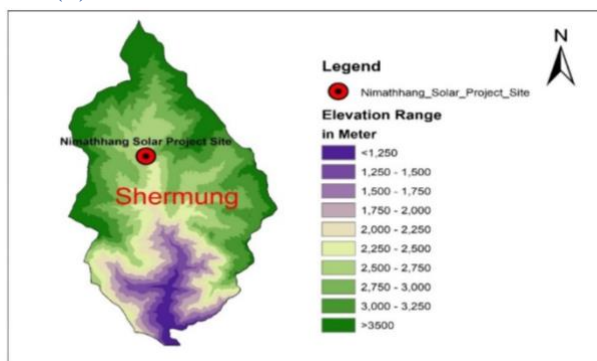 N
Legend
Nimathhang_Solar_Project_Site
Elevation Range
in Meter
<1,250
1,250 - 1,500
1,500 - 1,750
1,750 - 2,000
2,000 - 2,250
2,250 - 2,500
2,500 - 2,750
2,750 - 3,000
3,000 - 3,250
>3500
Nimathhang Solar Project Site
Shermung